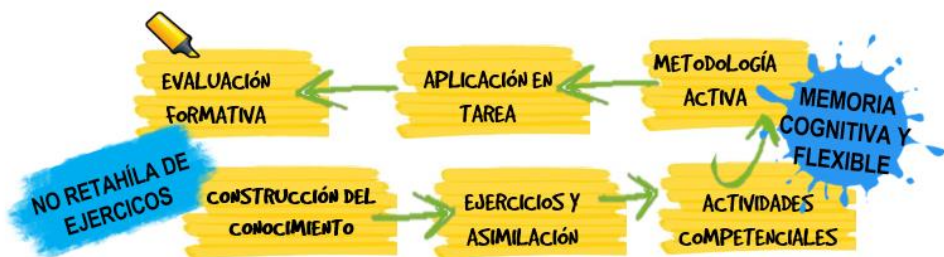 EVALUACIÓN
FORMATIVA
APLICACIÓN EN
TAREA
METODOLOGÍA
ACTIVA
MEMORIA
COGNITIVA Y
FLEXIBLE
NO RETAHÍLA DE
EJERCICOS
CONSTRUCCIÓN DEL
CONOCIMIENTO
EJERCICIOS Y
ASIMILACIÓN
ACTIVIDADES
COMPETENCIALES